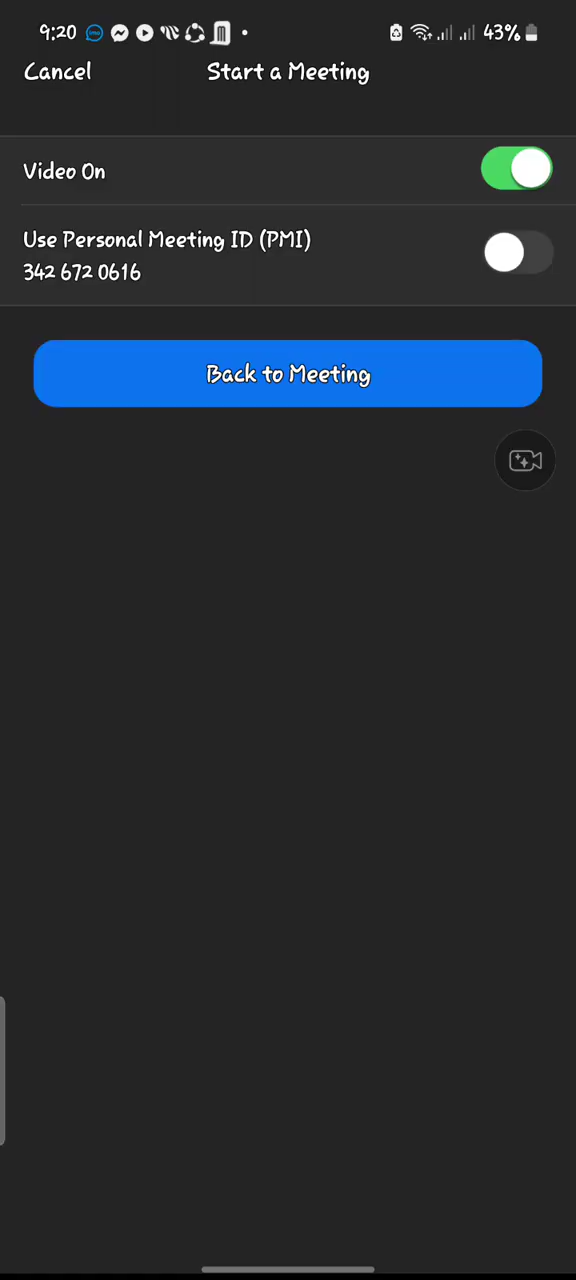 9:20
43%
Cancel
Start a Meeting
Video On
Use Personal Meeting ID (PMI)
342 672 0616
Back to Meeting